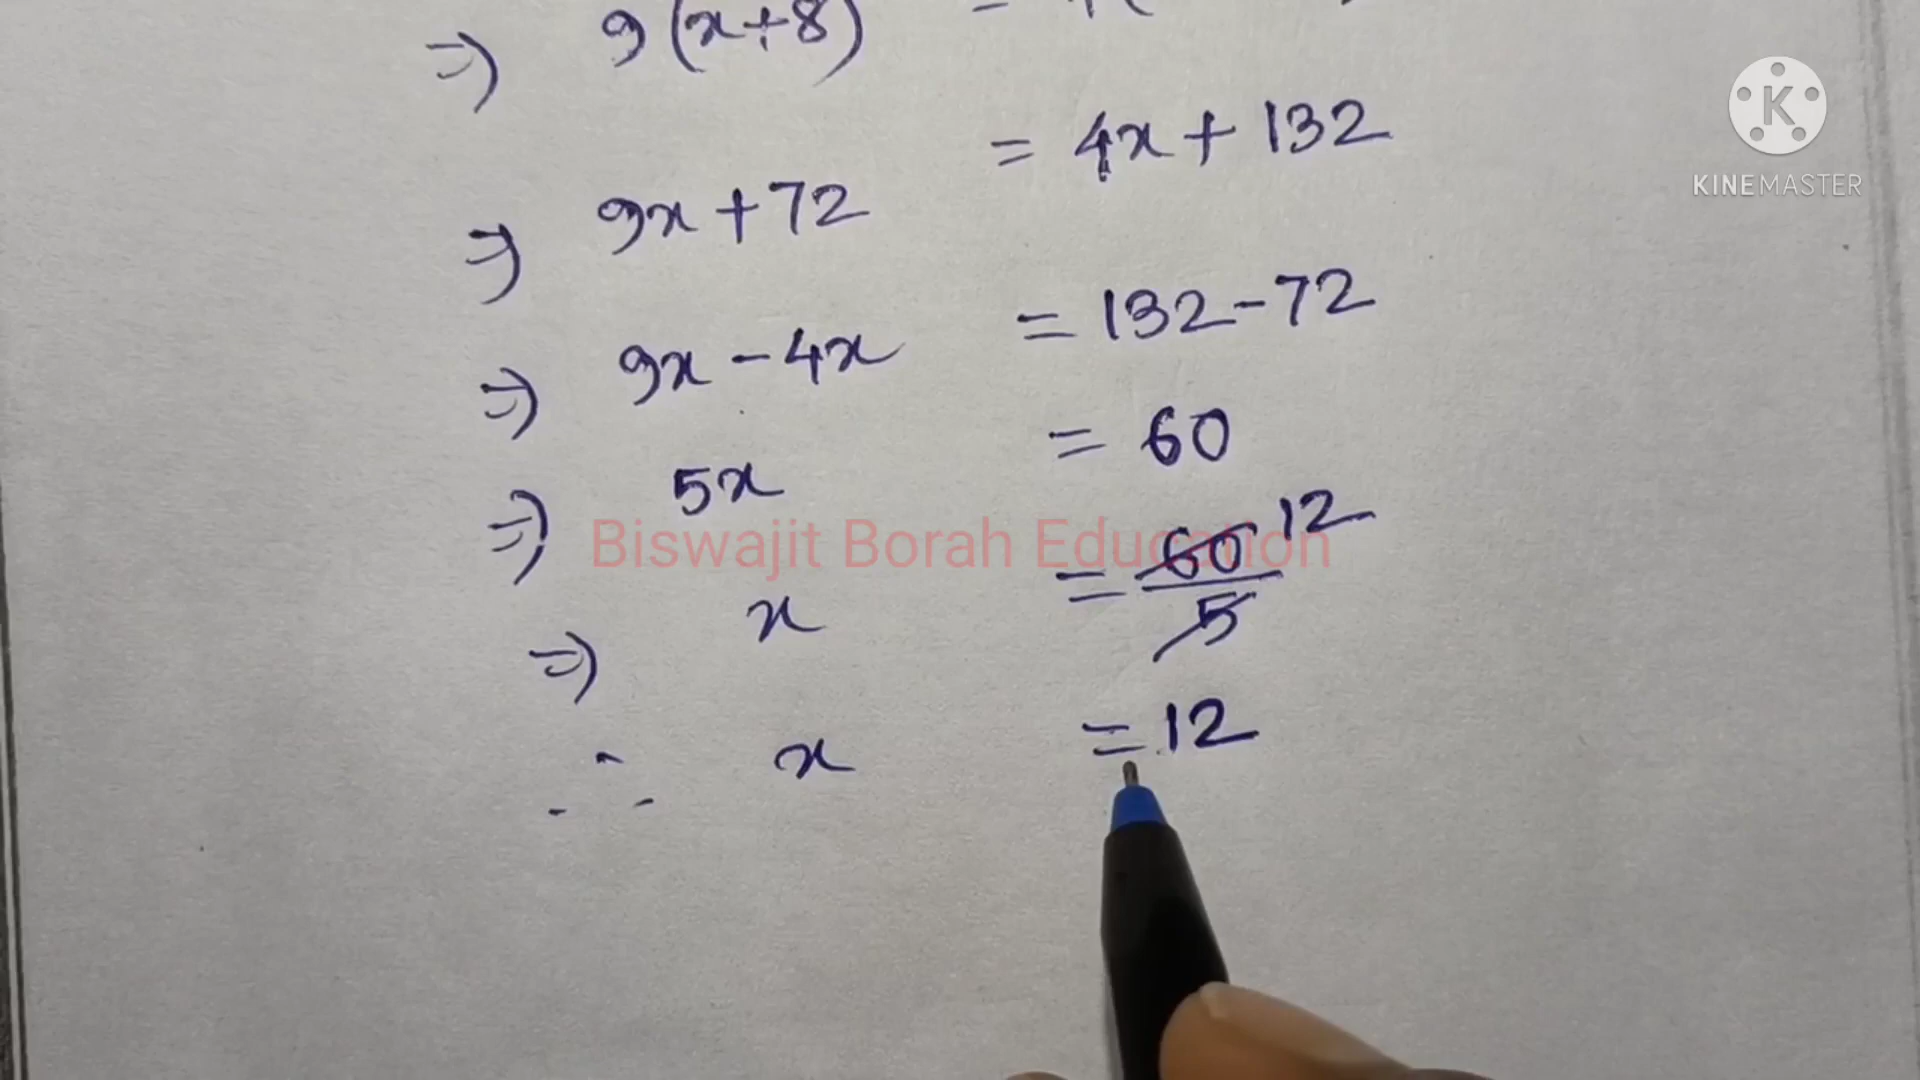 ⇒ 9(x+8) =
⇒ 9x + 72 = 4x + 132
⇒ 9x - 4x = 132 - 72
⇒ 5x = 60
⇒ x = 60/5 12
∴ x = 12
Biswajit Borah Education
K
KINEMASTER